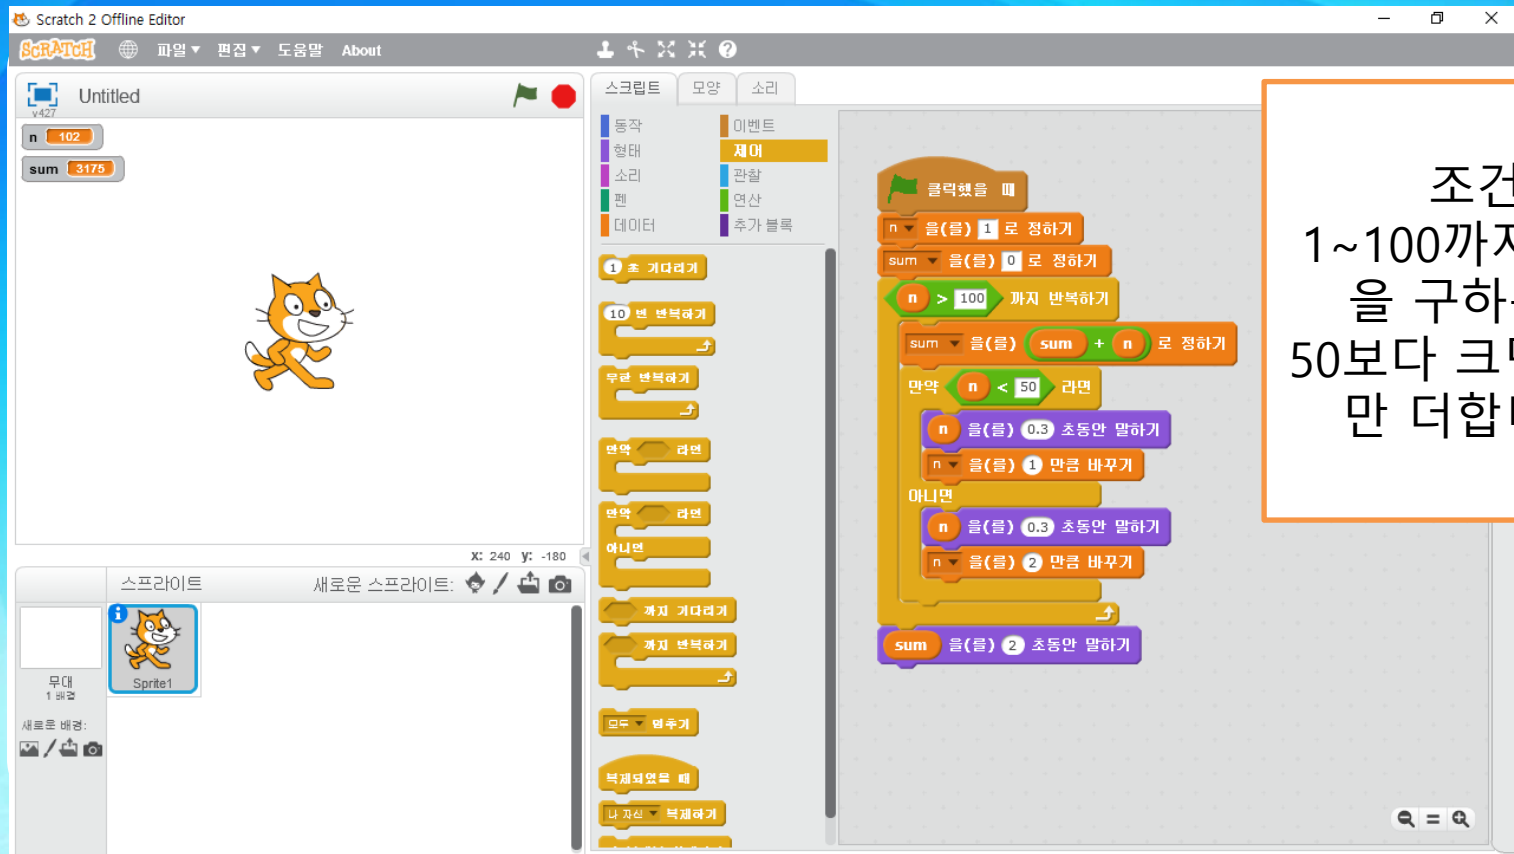 Scratch 2 Offline Editor
SCRATCH 파일 편집 도움말 About
Untitled
v427
n 102
sum 3175
X: 240 y: -180
스프라이트 새로운 스프라이트:
Sprite1
무대
1 배경
새로운 배경:
스크립트 모양 소리
동작 이벤트
형태 제어
소리 관찰
펜 연산
데이터 추가 블록
1 초 기다리기
10 번 반복하기
무한 반복하기
만약 라면
만약 라면
아니면
까지 기다리기
까지 반복하기
모두 멈추기
복제되었을 때
나 자신 복제하기
클릭했을 때
n 을(를) 1 로 정하기
sum 을(를) 0 로 정하기
n > 100 까지 반복하기
sum 을(를) sum + n 로 정하기
만약 n < 50 라면
n 을(를) 0.3 초동안 말하기
n 을(를) 1 만큼 바꾸기
아니면
n 을(를) 0.3 초동안 말하기
n 을(를) 2 만큼 바꾸기
sum 을(를) 2 초동안 말하기
조건
1~100까지
을 구하
50보다 크
만 더합